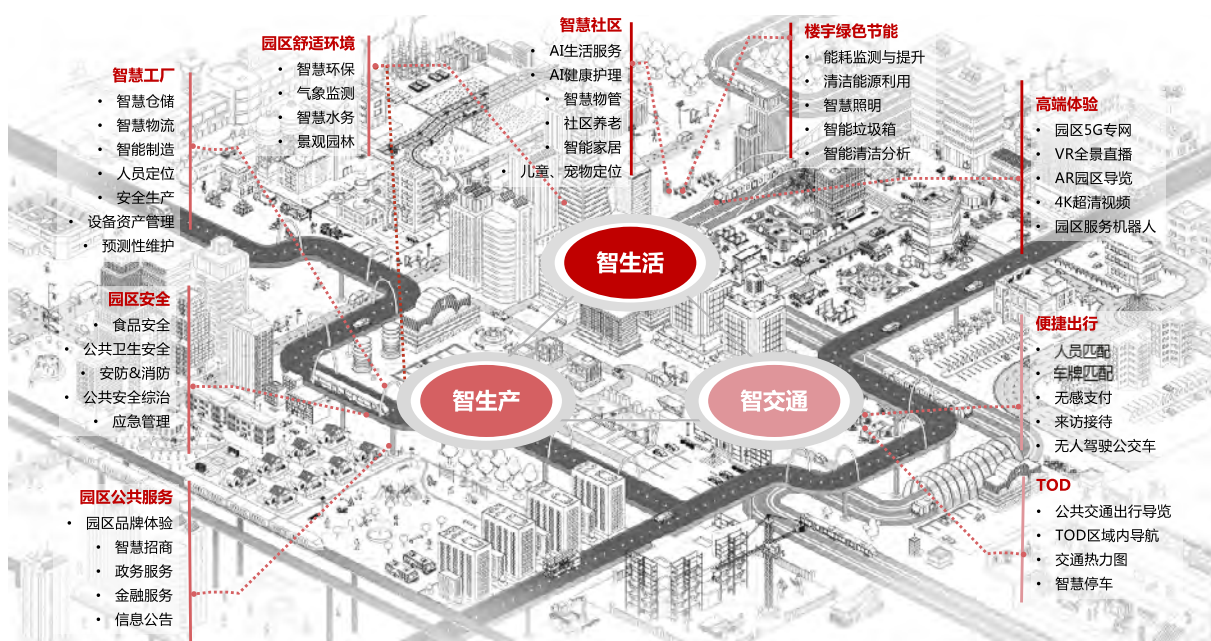 智慧工厂
智慧仓储
智慧物流
智能制造
人员定位
安全生产
设备资产管理
预测性维护
园区舒适环境
智慧环保
气象监测
智慧水务
景观园林
智慧社区
AI生活服务
AI健康护理
智慧物管
社区养老
智能家居
儿童、宠物定位
楼宇绿色节能
能耗监测与提升
清洁能源利用
智慧照明
智能垃圾箱
智能清洁分析
高端体验
园区5G专网
VR全景直播
AR园区导览
4K超清视频
园区服务机器人
智生活
智生产
智交通
园区安全
食品安全
公共卫生安全
安防&消防
公共安全综治
应急管理
便捷出行
人员匹配
车牌匹配
无感支付
来访接待
无人驾驶公交车
园区公共服务
园区品牌体验
智慧招商
政务服务
金融服务
信息公告
TOD
公共交通出行导览
TOD区域内导航
交通热力图
智慧停车